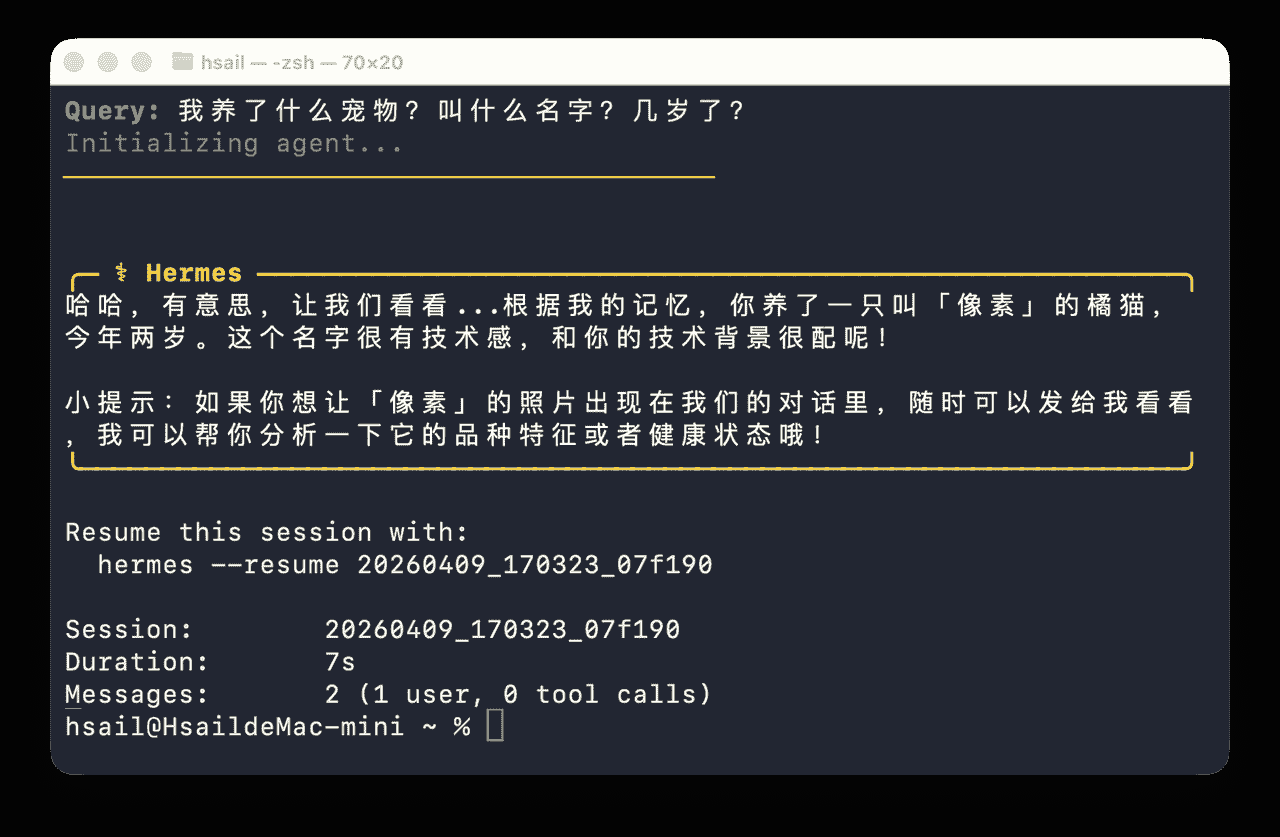 hsail — -zsh — 70×20
Query: 我养了什么宠物？叫什么名字？几岁了？
Initializing agent...
⚕ Hermes
哈哈，有意思，让我们看看...根据我的记忆，你养了一只叫「像素」的橘猫，
今年两岁。这个名字很有技术感，和你的技术背景很配呢！
小提示：如果你想让「像素」的照片出现在我们的对话里，随时可以发给我看看
，我可以帮你分析一下它的品种特征或者健康状态哦！
Resume this session with:
hermes --resume 20260409_170323_07f190
Session: 20260409_170323_07f190
Duration: 7s
Messages: 2 (1 user, 0 tool calls)
hsail@HsaildeMac-mini ~ %